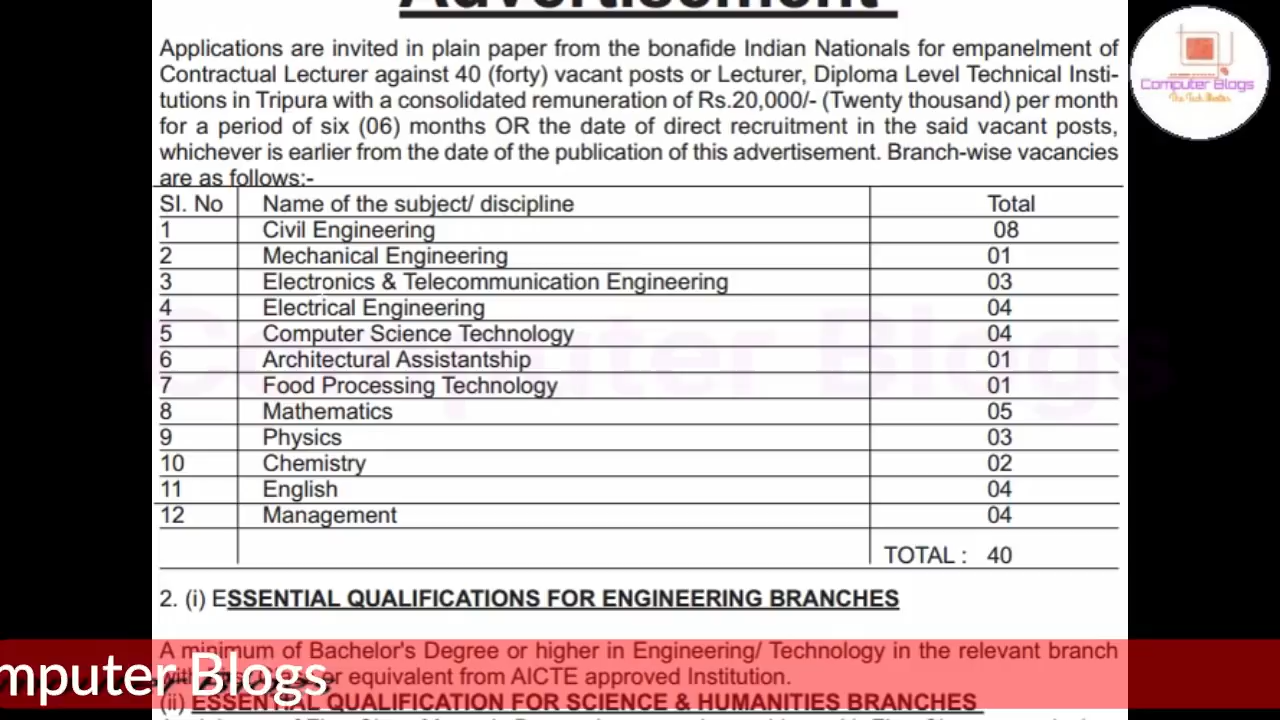 Advertisement
Applications are invited in plain paper from the bonafide Indian Nationals for empanelment of
Contractual Lecturer against 40 (forty) vacant posts or Lecturer, Diploma Level Technical Insti-
tutions in Tripura with a consolidated remuneration of Rs.20,000/- (Twenty thousand) per month
for a period of six (06) months OR the date of direct recruitment in the said vacant posts,
whichever is earlier from the date of the publication of this advertisement. Branch-wise vacancies
are as follows:-
SI. No Name of the subject/ discipline Total
1 Civil Engineering 08
2 Mechanical Engineering 01
3 Electronics & Telecommunication Engineering 03
4 Electrical Engineering 04
5 Computer Science Technology 04
6 Architectural Assistantship 01
7 Food Processing Technology 01
8 Mathematics 05
9 Physics 03
10 Chemistry 02
11 English 04
12 Management 04
TOTAL : 40
2. (i) ESSENTIAL QUALIFICATIONS FOR ENGINEERING BRANCHES
A minimum of Bachelor's Degree or higher in Engineering/ Technology in the relevant branch
equivalent from AICTE approved Institution.
(ii) ESSENTIAL QUALIFICATION FOR SCIENCE & HUMANITIES BRANCHES
mputer Blogs
Computer Blogs
Computer Blogs